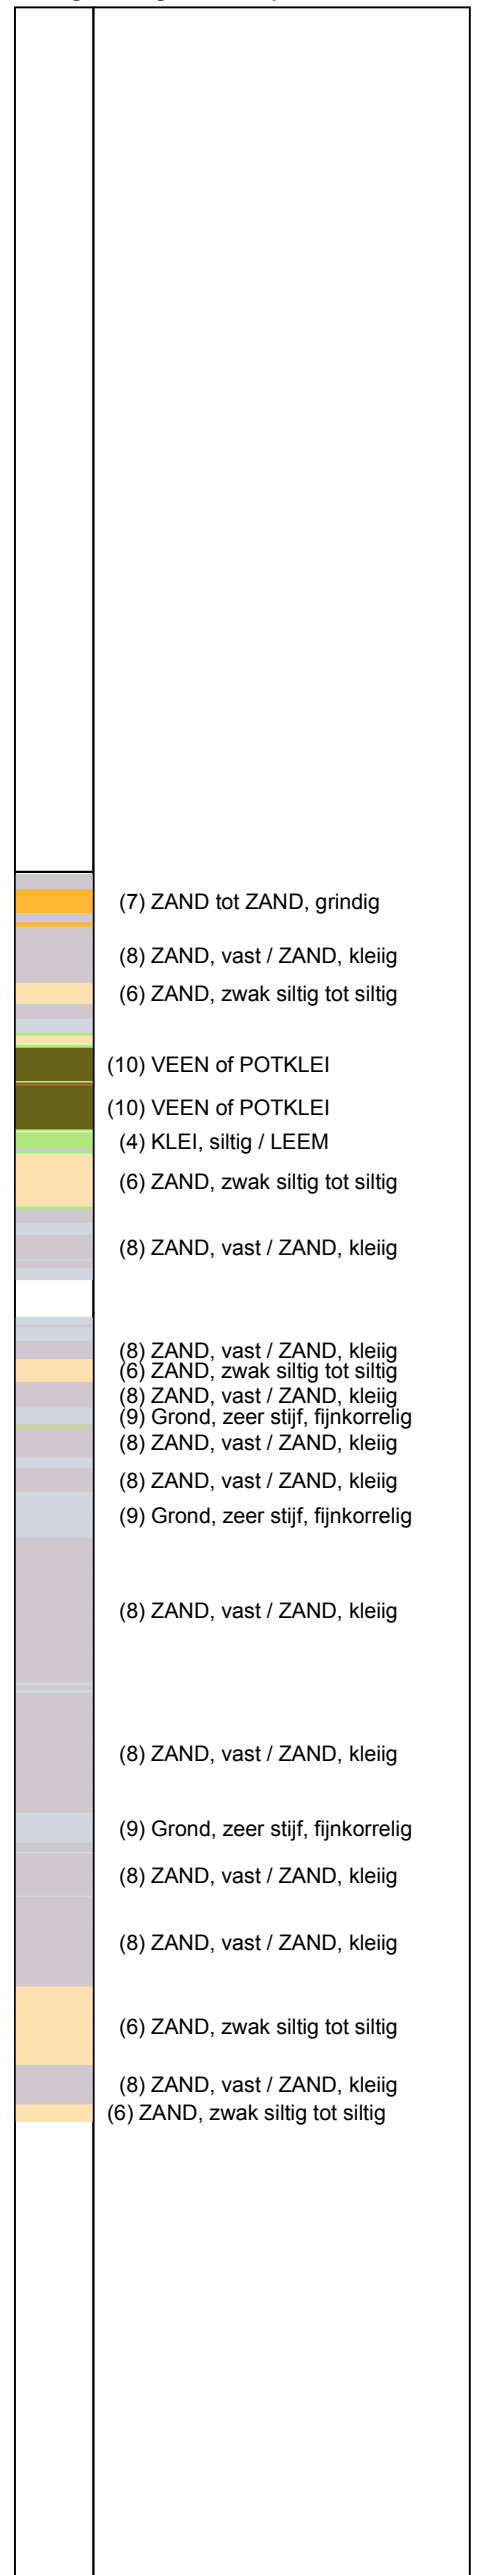 (7) ZAND tot ZAND, grindig
(8) ZAND, vast / ZAND, kleiig
(6) ZAND, zwak siltig tot siltig
(10) VEEN of POTKLEI
(10) VEEN of POTKLEI
(4) KLEI, siltig / LEEM
(6) ZAND, zwak siltig tot siltig
(8) ZAND, vast / ZAND, kleiig
(8) ZAND, vast / ZAND, kleiig
(6) ZAND, zwak siltig tot siltig
(8) ZAND, vast / ZAND, kleiig
(9) Grond, zeer stijf, fijnkorrelig
(8) ZAND, vast / ZAND, kleiig
(8) ZAND, vast / ZAND, kleiig
(9) Grond, zeer stijf, fijnkorrelig
(8) ZAND, vast / ZAND, kleiig
(8) ZAND, vast / ZAND, kleiig
(9) Grond, zeer stijf, fijnkorrelig
(8) ZAND, vast / ZAND, kleiig
(8) ZAND, vast / ZAND, kleiig
(6) ZAND, zwak siltig tot siltig
(8) ZAND, vast / ZAND, kleiig
(6) ZAND, zwak siltig tot siltig